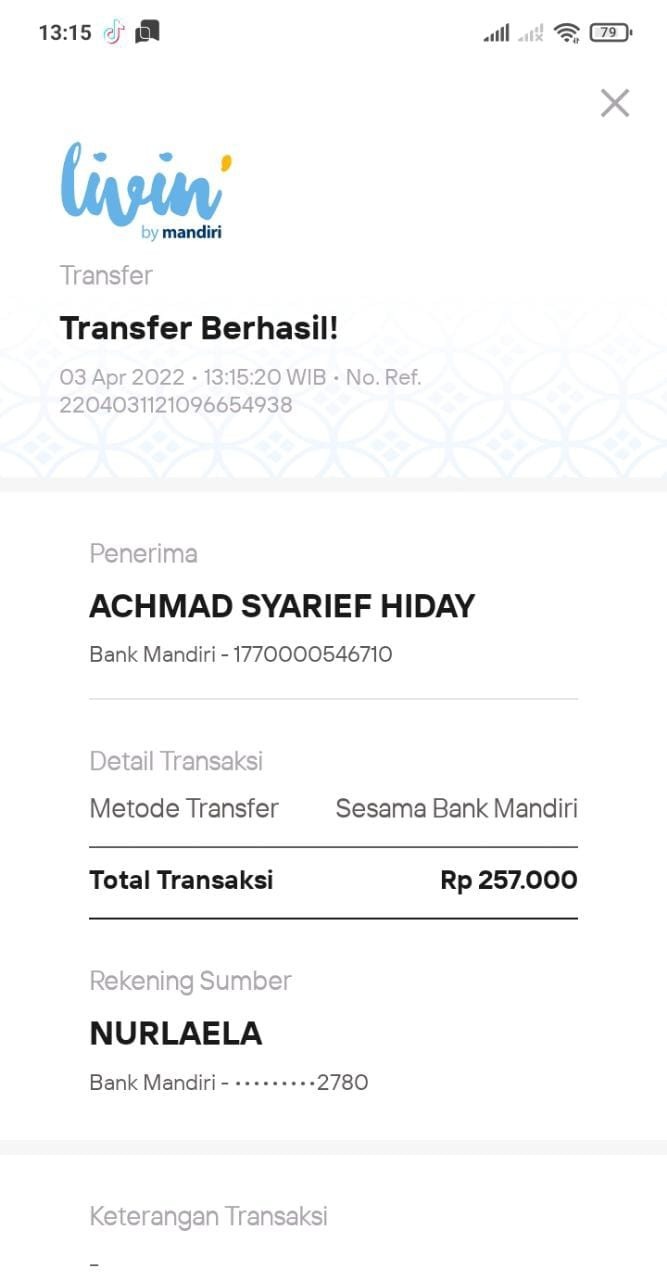 13:15
79
livin'
by mandiri
Transfer
Transfer Berhasil!
03 Apr 2022 • 13:15:20 WIB • No. Ref.
2204031121096654938
Penerima
ACHMAD SYARIEF HIDAY
Bank Mandiri - 1770000546710
Detail Transaksi
Metode Transfer Sesama Bank Mandiri
Total Transaksi Rp 257.000
Rekening Sumber
NURLAELA
Bank Mandiri - •••••••••2780
Keterangan Transaksi
-